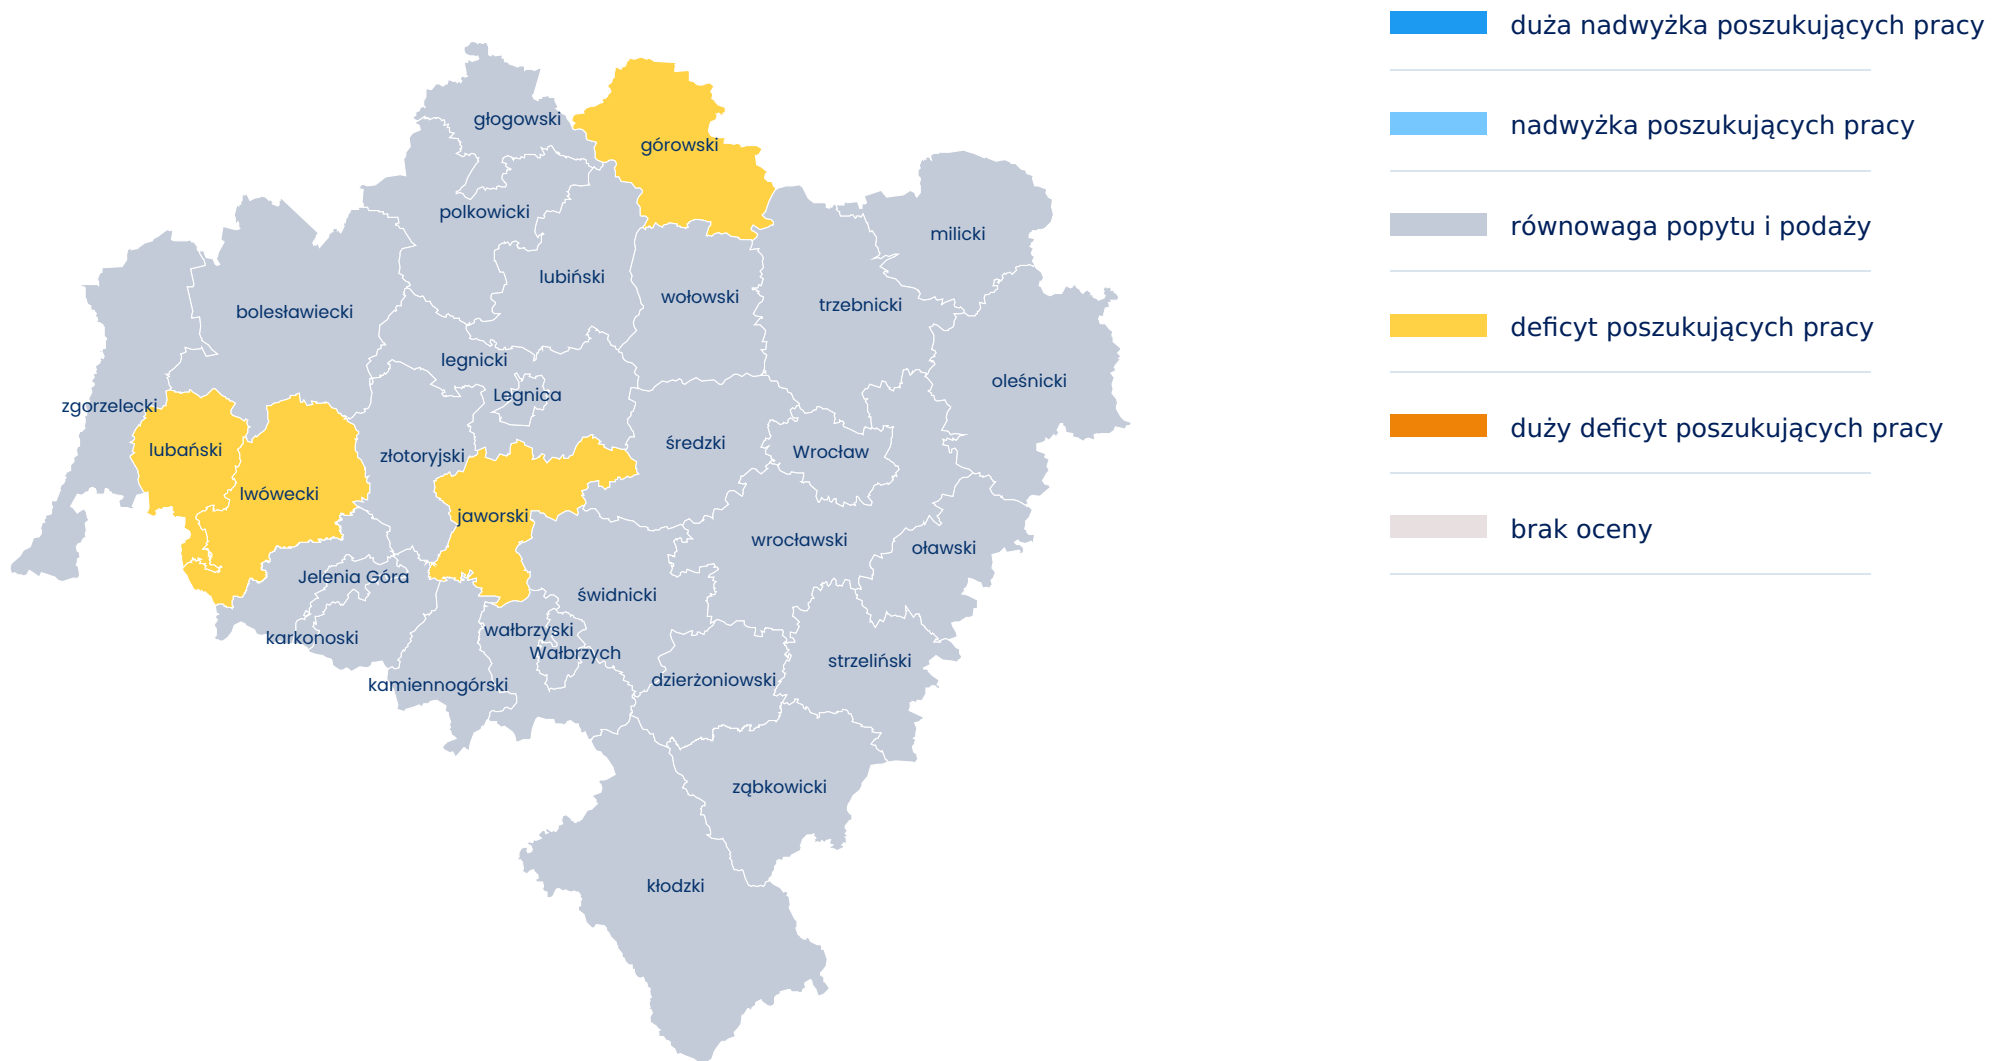 duża nadwyżka poszukujących pracy
nadwyżka poszukujących pracy
równowaga popytu i podaży
deficyt poszukujących pracy
duży deficyt poszukujących pracy
brak oceny
głogowski
górowski
polkowicki
milicki
lubiński
wołowski
trzebnicki
bolesławiecki
legnicki
oleśnicki
Legnica
zgorzelecki
średzki
lubański
Wrocław
złotoryjski
lwówecki
jaworski
wrocławski
oławski
Jelenia Góra
świdnicki
wałbrzyski
karkonoski
Wałbrzych
strzeliński
dzierżoniowski
kamiennogórski
ząbkowicki
kłodzki